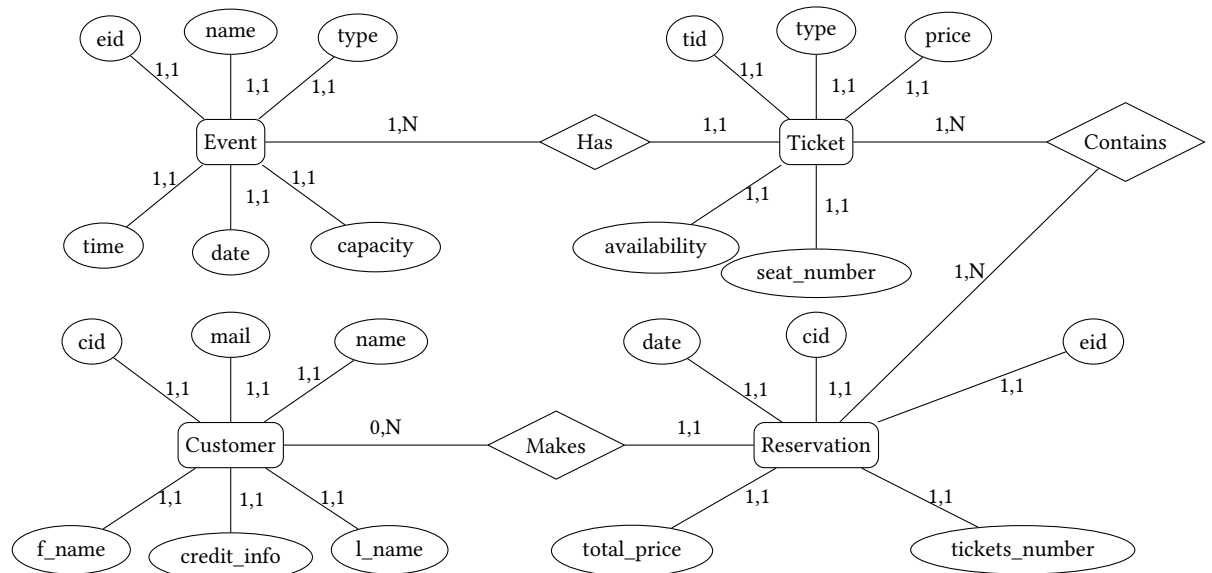 eid
name
type
1,1
1,1
1,1
Event
1,N
Has
1,1
1,1
1,1
1,1
time
date
capacity
tid
type
price
1,1
1,1
1,1
Ticket
1,N
Contains
1,1
1,1
availability
seat_number
1,N
cid
mail
name
1,1
1,1
1,1
Customer
0,N
Makes
1,1
1,1
1,1
1,1
f_name
credit_info
l_name
date
cid
eid
1,1
1,1
1,1
Reservation
1,1
1,1
total_price
tickets_number